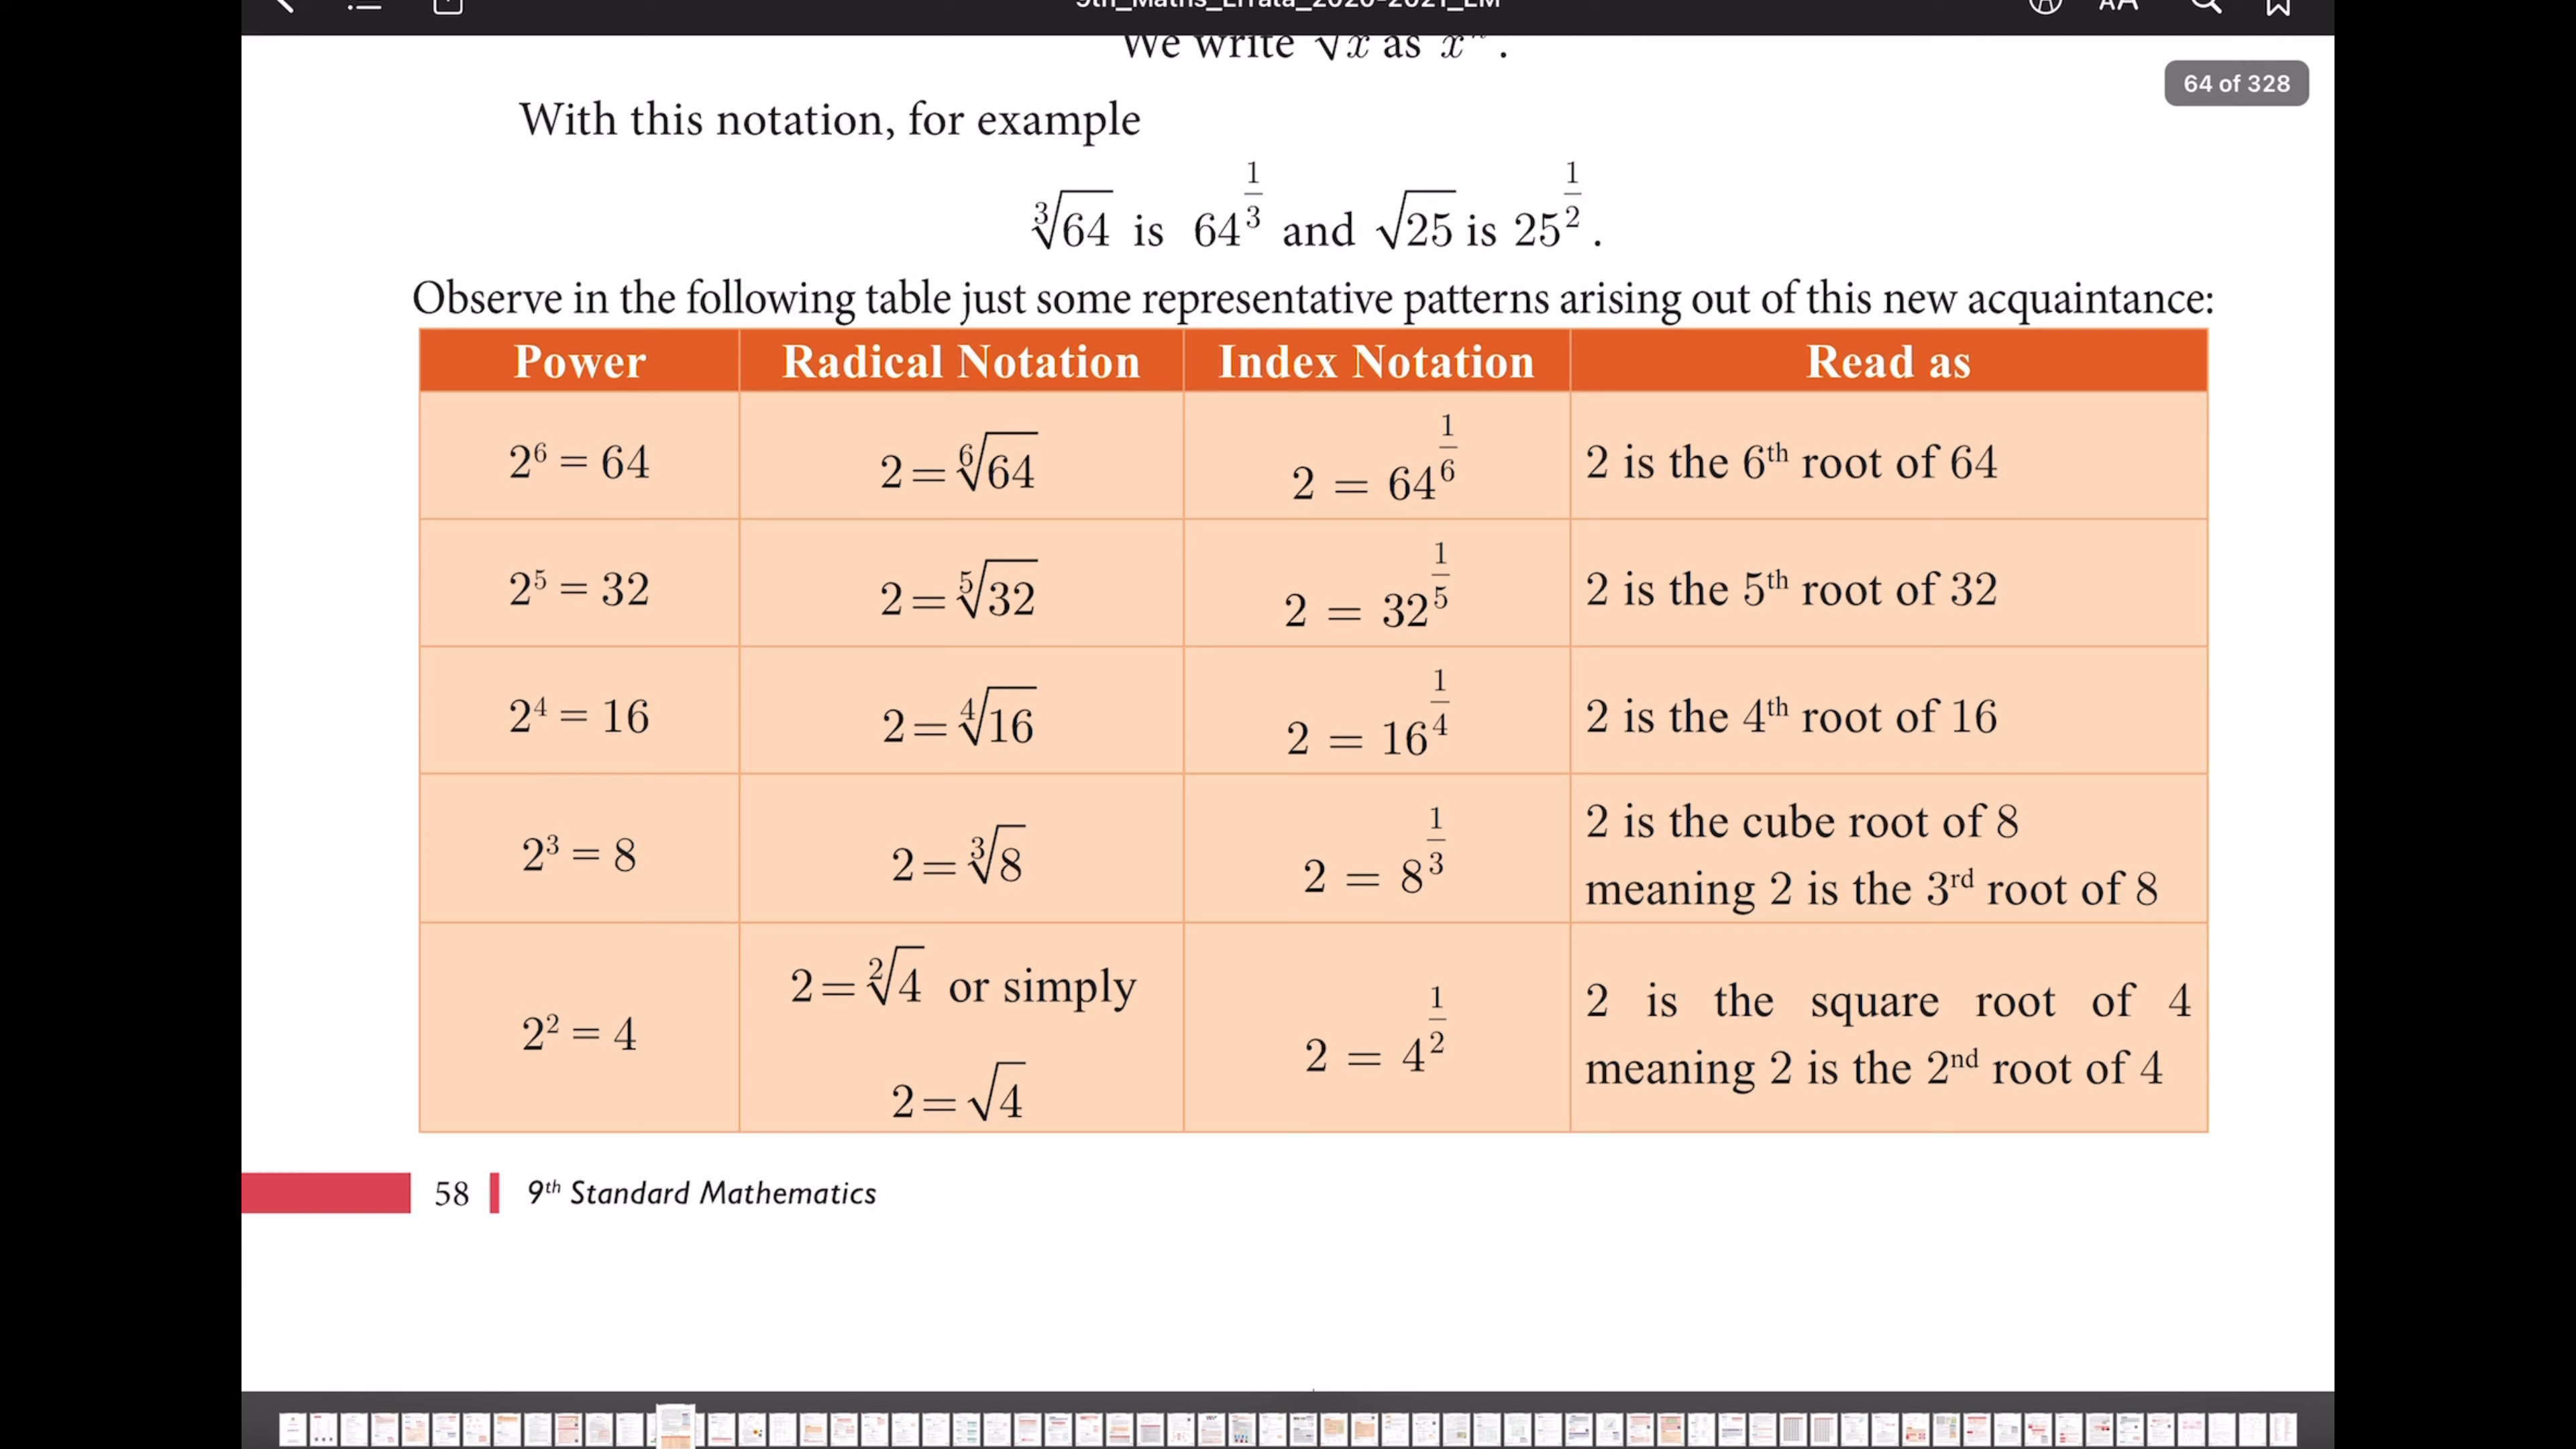 9th_Maths_Errata_2020-2021_EM
AA
We write √x as x^n.
64 of 328
With this notation, for example
∛64 is 64^(1/3) and √25 is 25^(1/2).
Observe in the following table just some representative patterns arising out of this new acquaintance:
Power Radical Notation Index Notation Read as
2⁶ = 64 2 = ⁶√64 2 = 64^(1/6) 2 is the 6th root of 64
2⁵ = 32 2 = ⁵√32 2 = 32^(1/5) 2 is the 5th root of 32
2⁴ = 16 2 = ⁴√16 2 = 16^(1/4) 2 is the 4th root of 16
2³ = 8 2 = ³√8 2 = 8^(1/3) 2 is the cube root of 8
meaning 2 is the 3rd root of 8
2² = 4 2 = ²√4 or simply 2 = 4^(1/2) 2 is the square root of 4
2 = √4 meaning 2 is the 2nd root of 4
58 9th Standard Mathematics